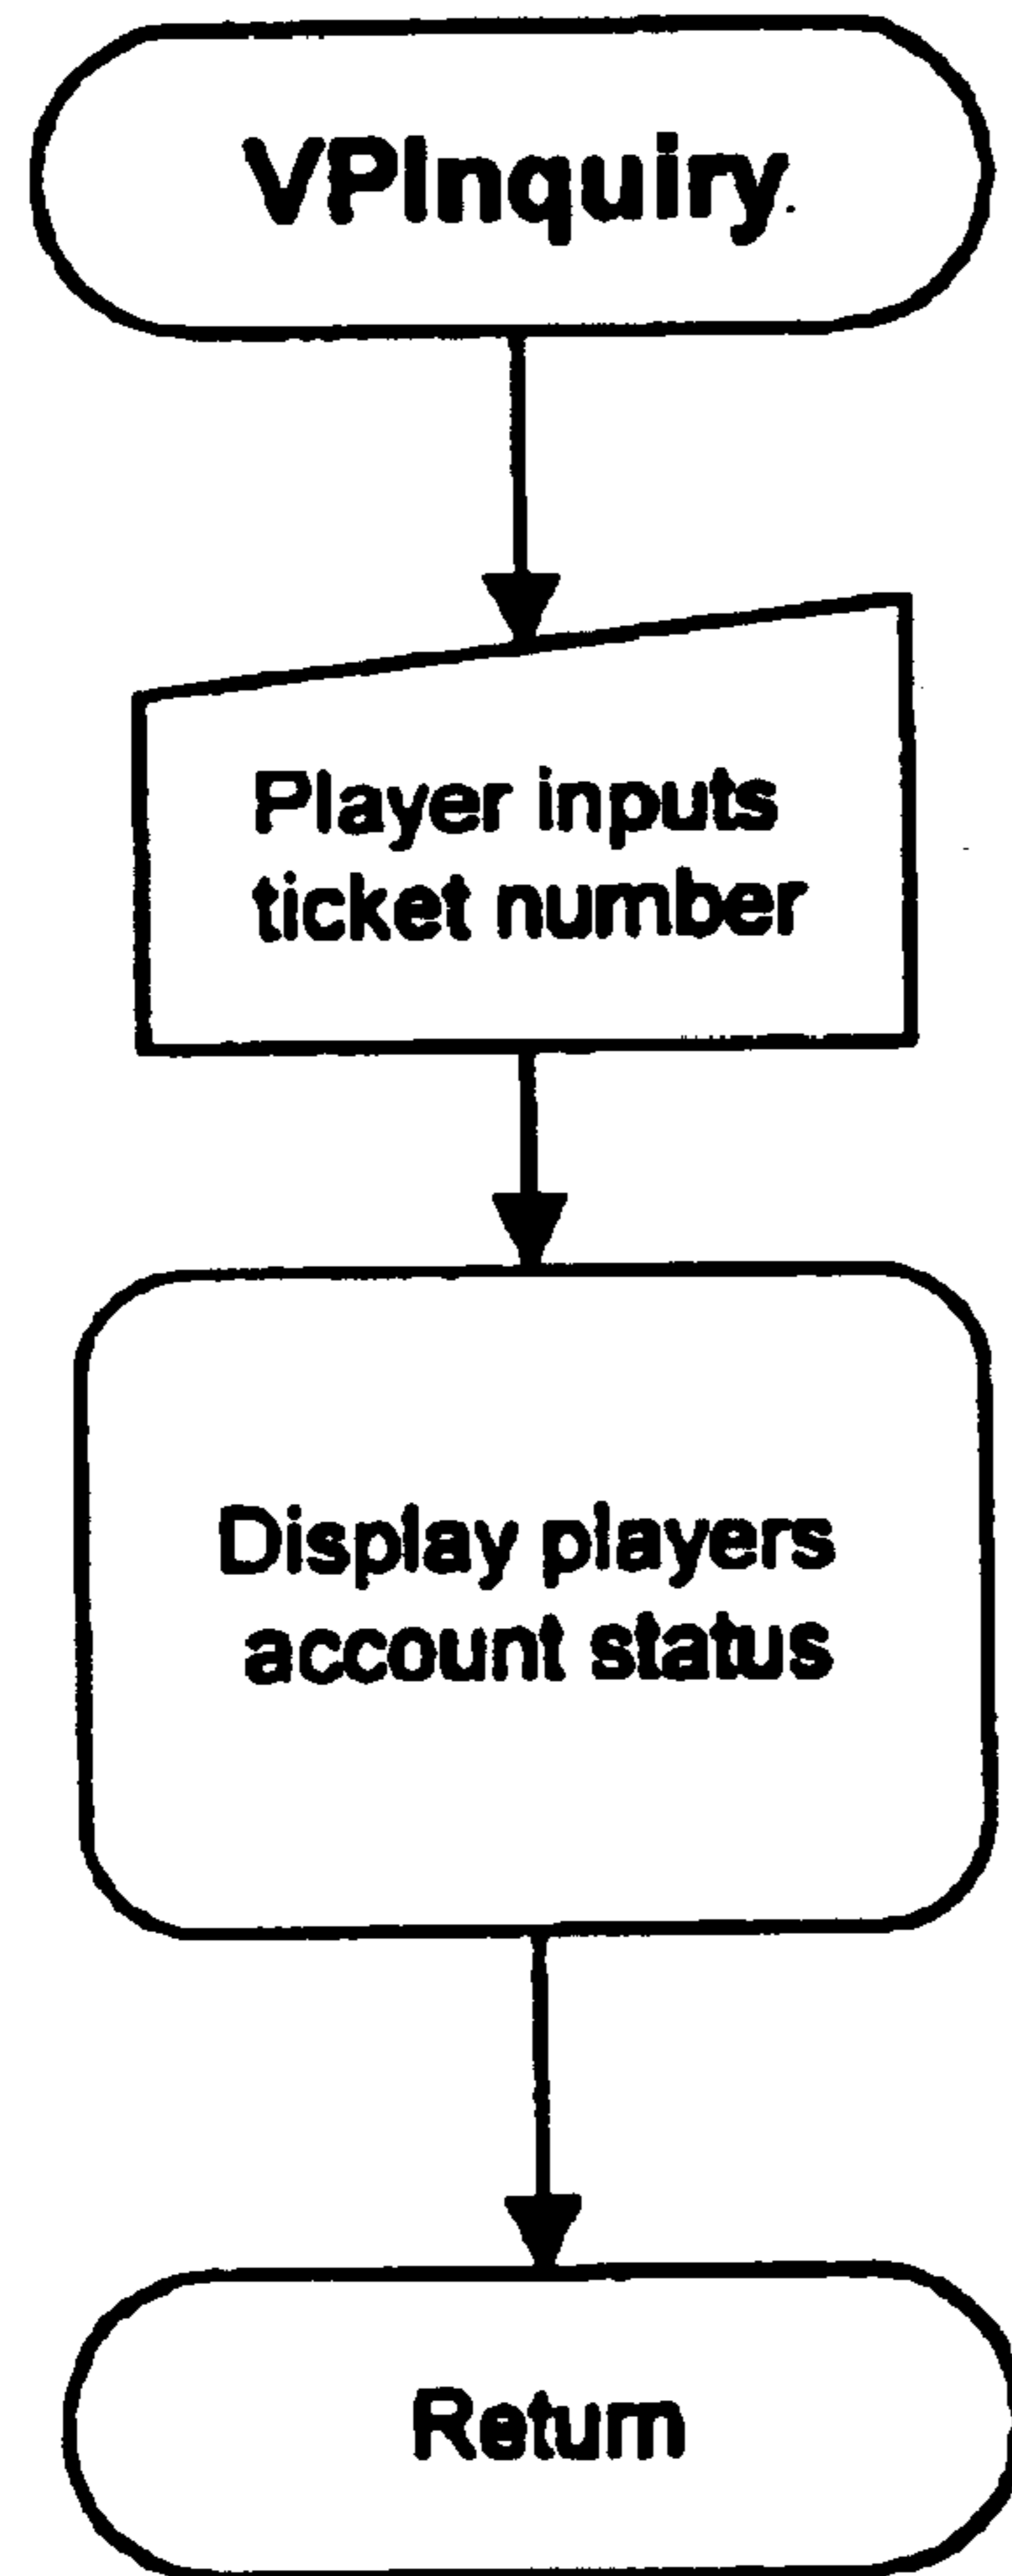 VPInquiry
Player inputs
ticket number
Display players
account status
Return